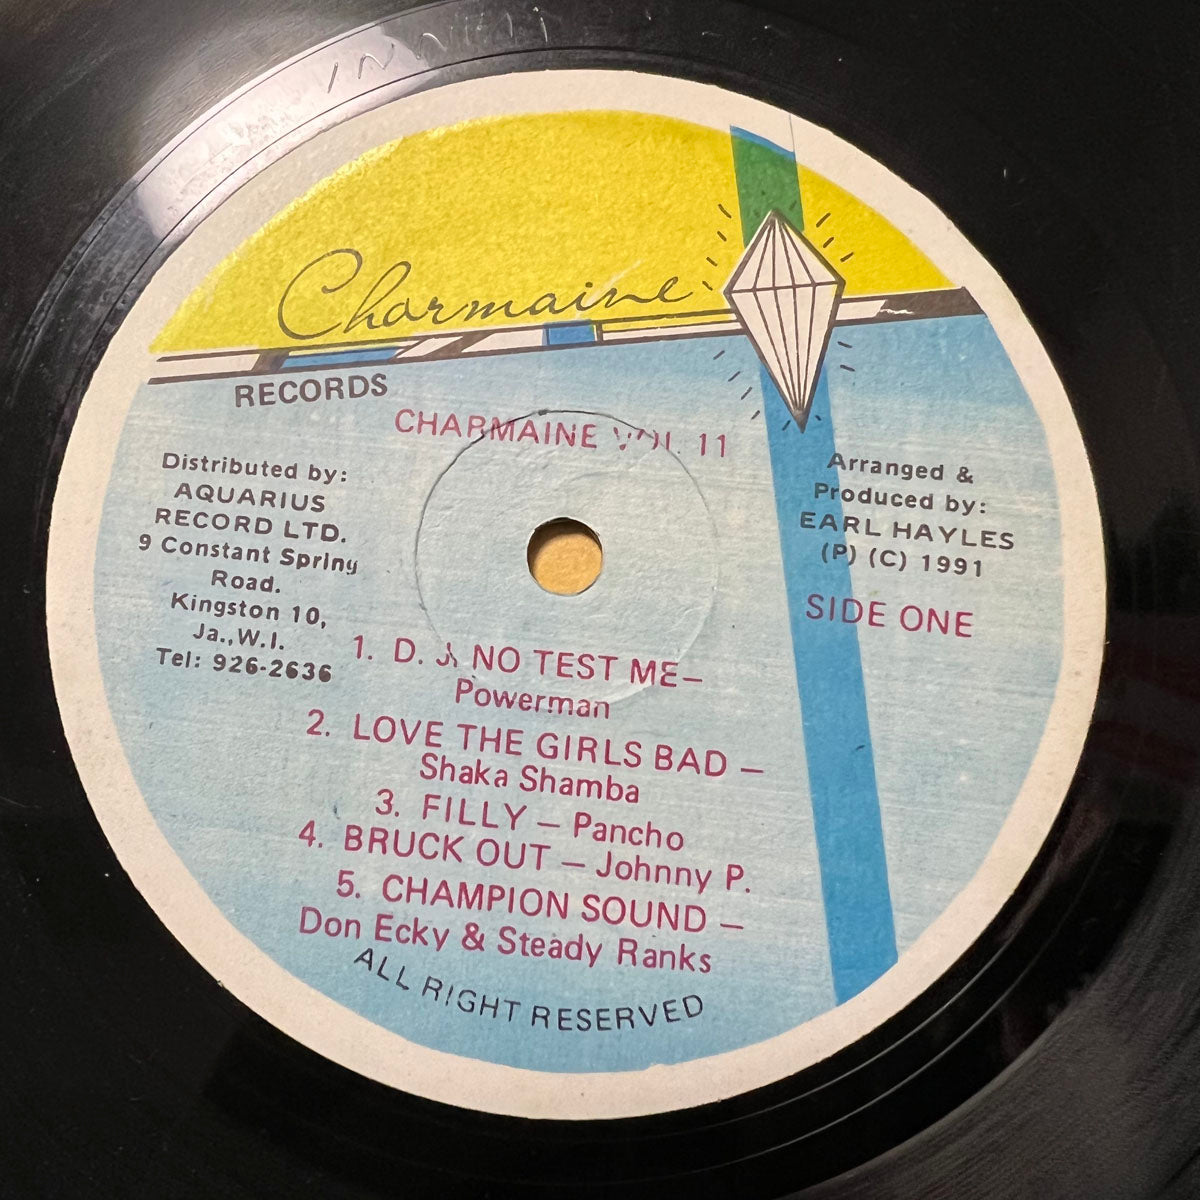 Charmaine
RECORDS
CHARMAINE VOL. 11
Distributed by:
AQUARIUS
RECORD LTD.
9 Constant Spring
Road.
Kingston 10,
Ja.,W.I.
Tel: 926-2636
Arranged &
Produced by:
EARL HAYLES
(P) (C) 1991
SIDE ONE
1. D. J. NO TEST ME–
Powerman
2. LOVE THE GIRLS BAD –
Shaka Shamba
3. FILLY – Pancho
4. BRUCK OUT – Johnny P.
5. CHAMPION SOUND –
Don Ecky & Steady Ranks
ALL RIGHT RESERVED